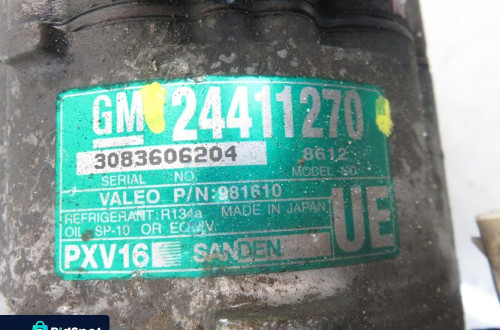 GM 24411270
3083606204 8612
SERIAL NO. MODEL NO.
VALEO P/N:981610
REFRIGERANT:R134a MADE IN JAPAN
OIL SP-10 OR EQUIV.
PXV16 SANDEN UE
BidSpot